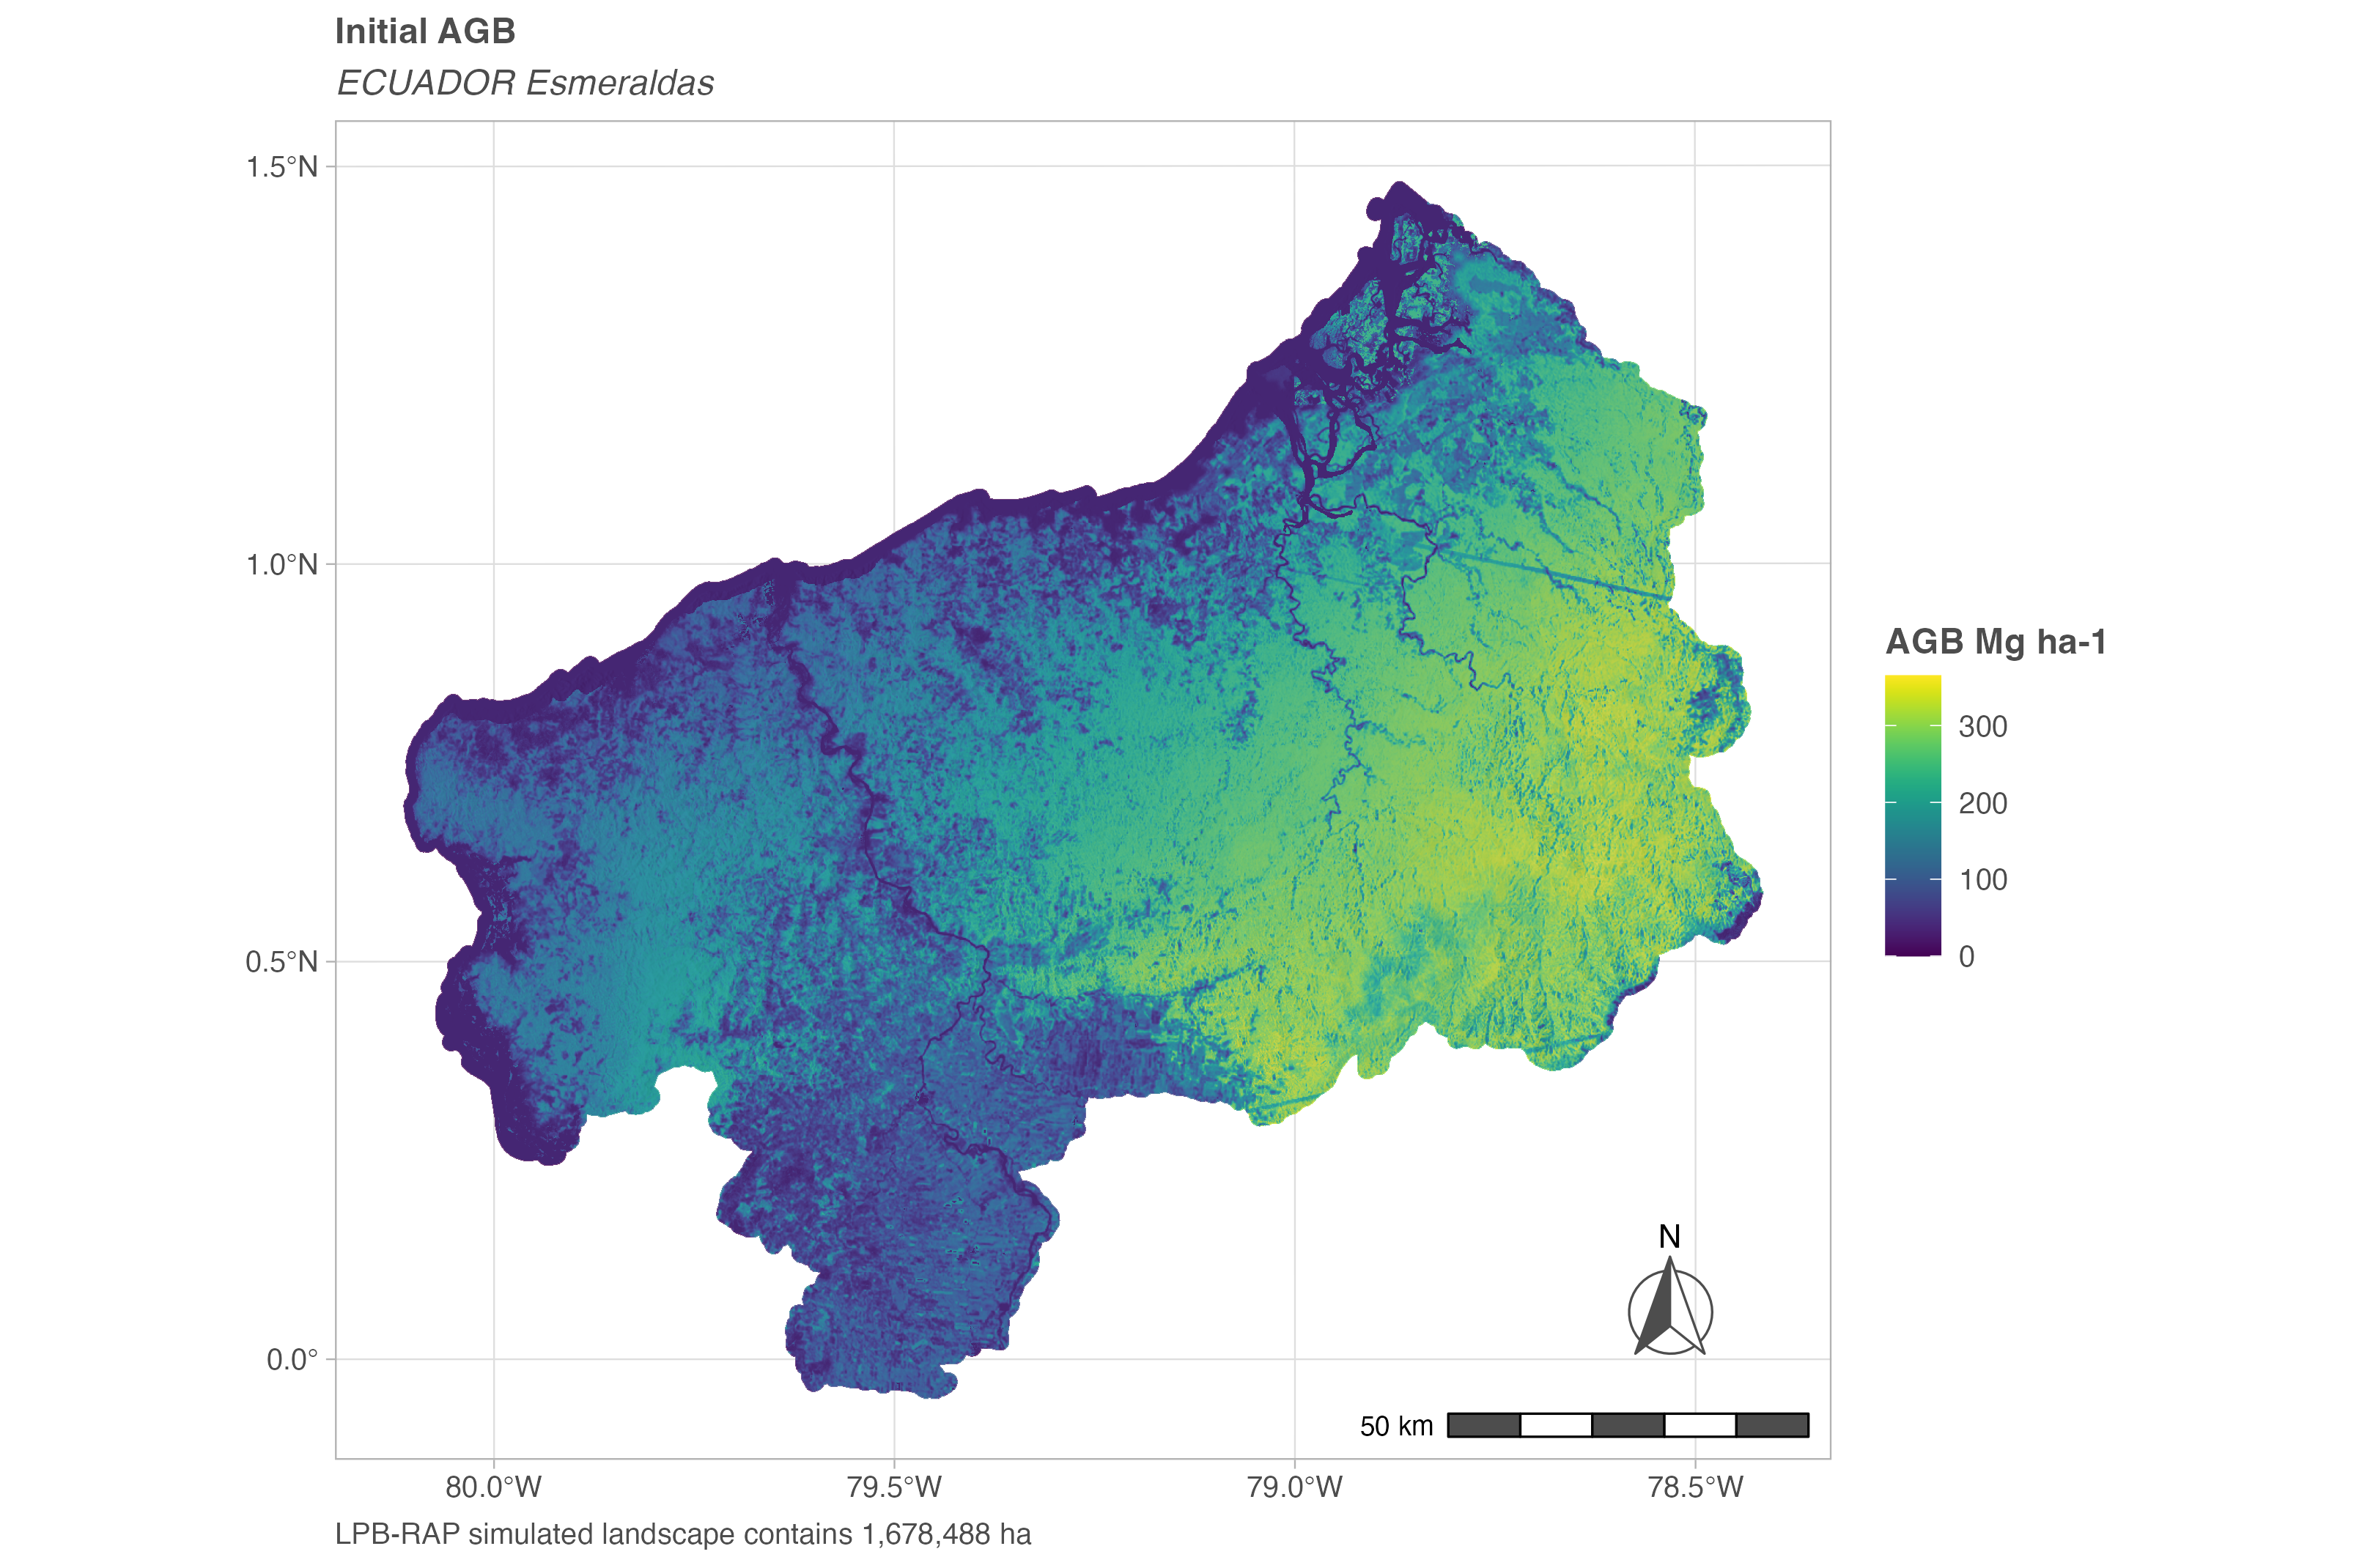 Initial AGB
ECUADOR Esmeraldas
1.5°N
1.0°N
0.5°N
0.0°
80.0°W
79.5°W
79.0°W
78.5°W
N
50 km
AGB Mg ha-1
300
200
100
0
LPB-RAP simulated landscape contains 1,678,488 ha